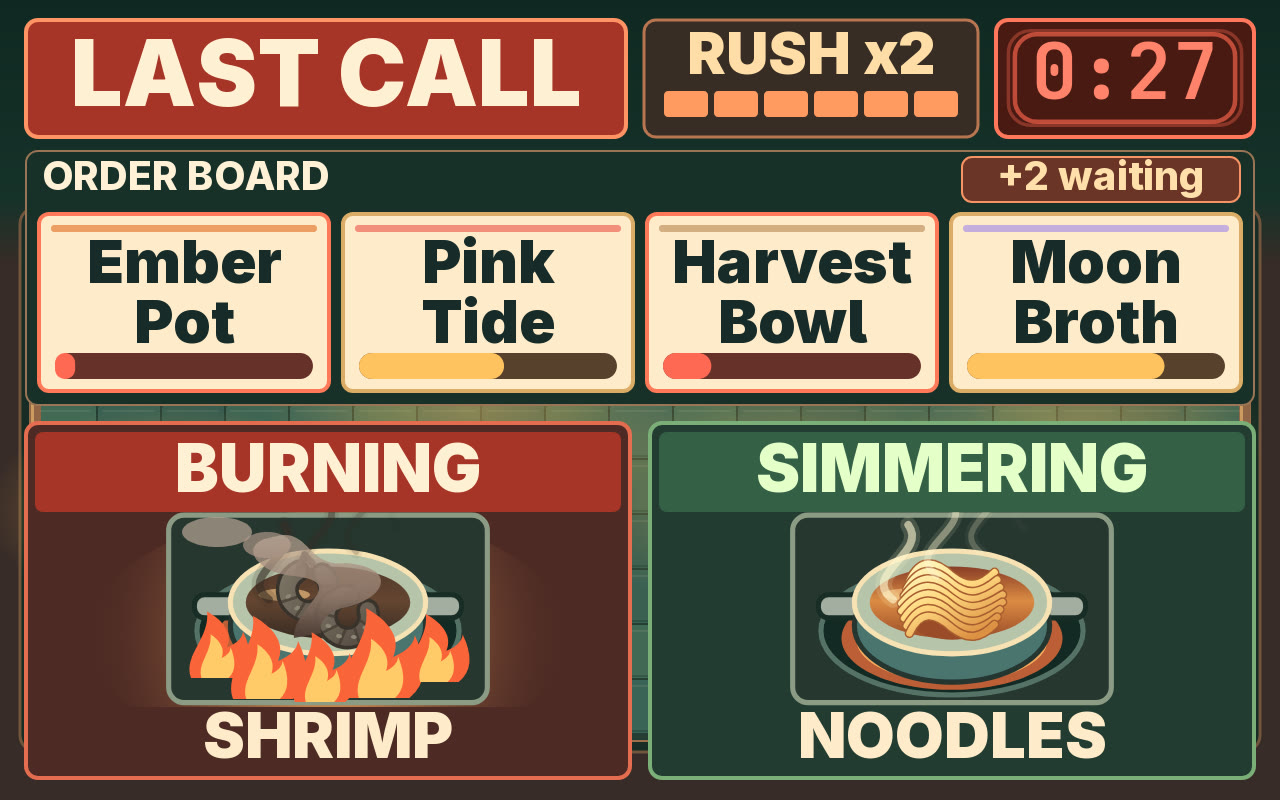 LAST CALL
RUSH x2
0:27
ORDER BOARD
+2 waiting
Ember
Pot
Pink
Tide
Harvest
Bowl
Moon
Broth
BURNING
SIMMERING
SHRIMP
NOODLES